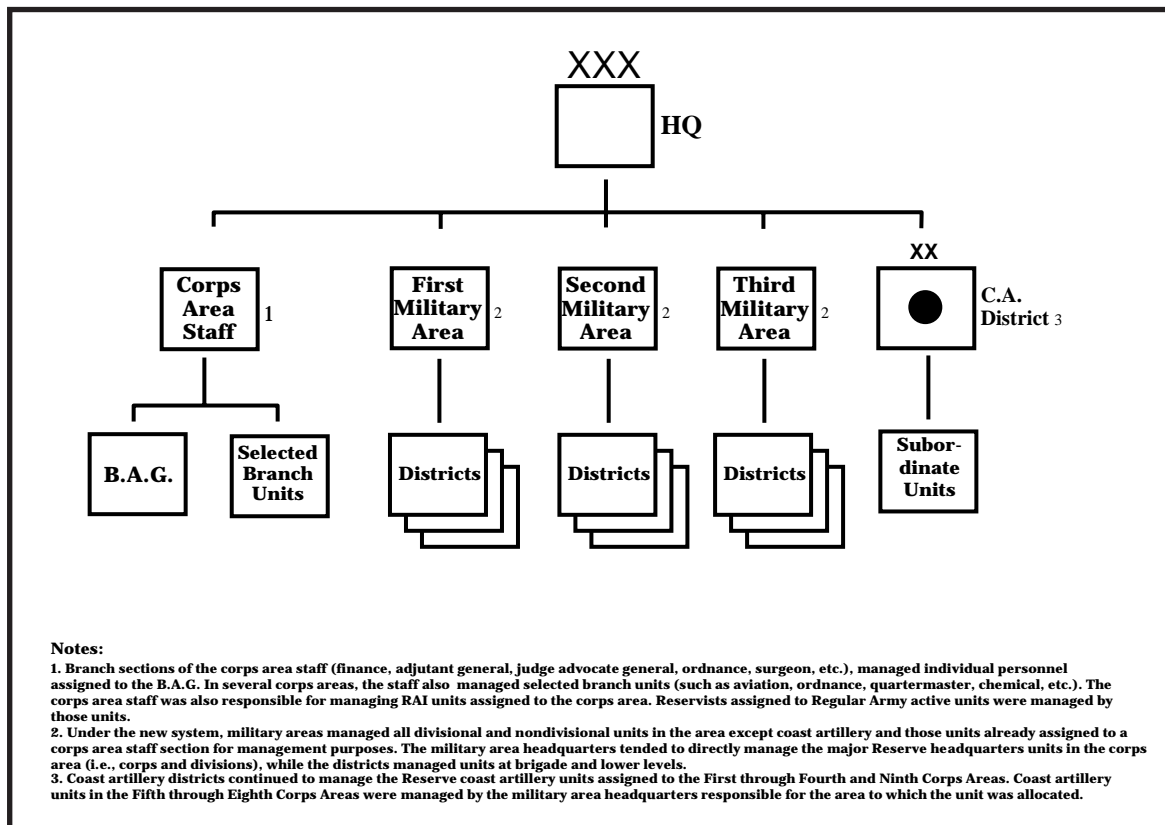 XXX
HQ
Corps
Area
Staff
1
First
Military
Area
2
Second
Military
Area
2
Third
Military
Area
2
XX
C.A.
District 3
B.A.G.
Selected
Branch
Units
Districts
Districts
Districts
Subor-
dinate
Units
Notes:
1. Branch sections of the corps area staff (finance, adjutant general, judge advocate general, ordnance, surgeon, etc.), managed individual personnel
assigned to the B.A.G. In several corps areas, the staff also managed selected branch units (such as aviation, ordnance, quartermaster, chemical, etc.). The
corps area staff was also responsible for managing RAI units assigned to the corps area. Reservists assigned to Regular Army active units were managed by
those units.
2. Under the new system, military areas managed all divisional and nondivisional units in the area except coast artillery and those units already assigned to a
corps area staff section for management purposes. The military area headquarters tended to directly manage the major Reserve headquarters units in the corps
area (i.e., corps and divisions), while the districts managed units at brigade and lower levels.
3. Coast artillery districts continued to manage the Reserve coast artillery units assigned to the First through Fourth and Ninth Corps Areas. Coast artillery
units in the Fifth through Eighth Corps Areas were managed by the military area headquarters responsible for the area to which the unit was allocated.